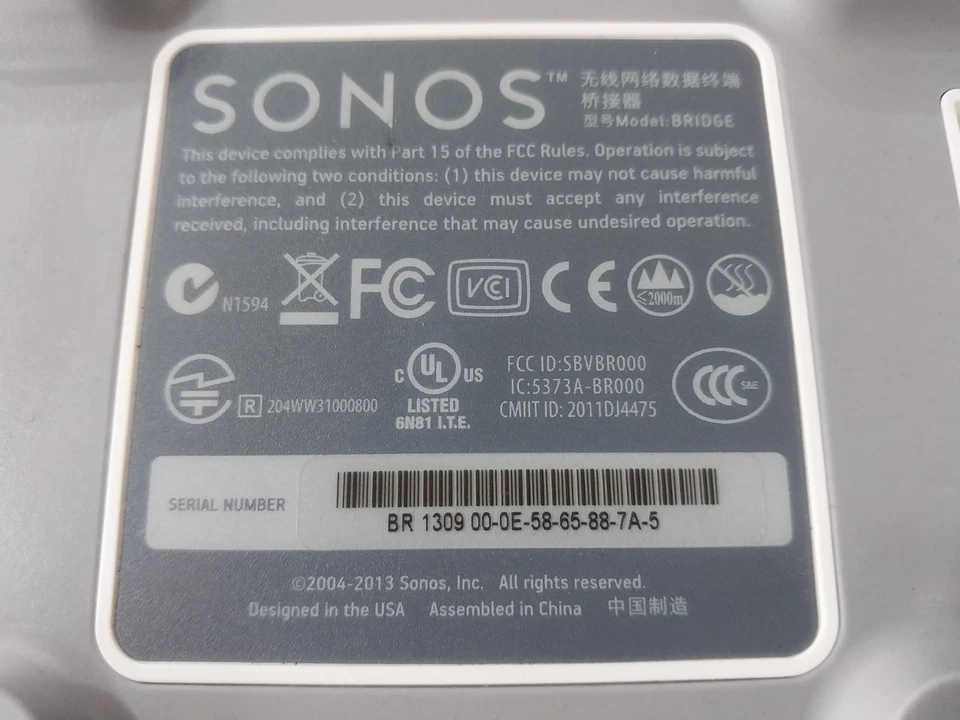 SONOS™ 无线网络数据终端
桥接器
型号Model:BRIDGE
This device complies with Part 15 of the FCC Rules. Operation is subject
to the following two conditions: (1) this device may not cause harmful
interference, and (2) this device must accept any interference
received, including interference that may cause undesired operation.
N1594 FC VCI CE ≤2000m
R 204WW31000800
C UL US
LISTED
6N81 I.T.E.
FCC ID:SBVBR000
IC:5373A-BR000
CMIIT ID: 2011DJ4475
CCC S&E
SERIAL NUMBER
BR 1309 00-0E-58-65-88-7A-5
©2004-2013 Sonos, Inc. All rights reserved.
Designed in the USA Assembled in China 中国制造